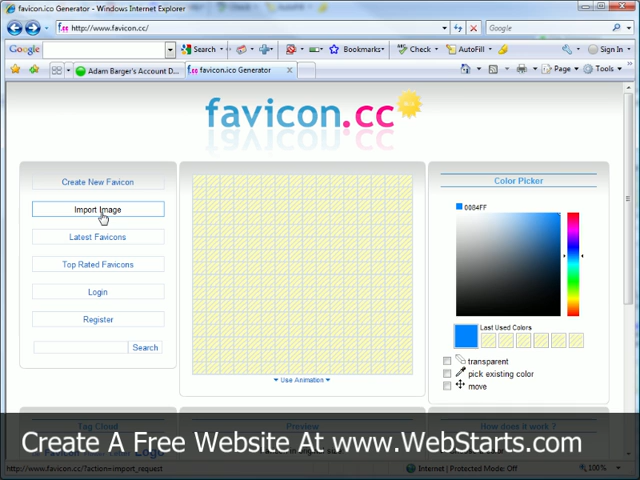 favicon.ico Generator - Windows Internet Explorer
http://www.favicon.cc/
Google
Google Search Bookmarks Check AutoFill Sign In
Adam Barger's Account D... favicon.ico Generator Page Tools
favicon.cc
Create New Favicon
Import Image
Latest Favicons
Top Rated Favicons
Login
Register
Search
Use Animation
Color Picker
0084FF
Last Used Colors
transparent
pick existing color
move
Tag Cloud Preview How does it work ?
Create A Free Website At www.WebStarts.com
http://www.favicon.cc/?action=import_request
Internet | Protected Mode: Off 100%